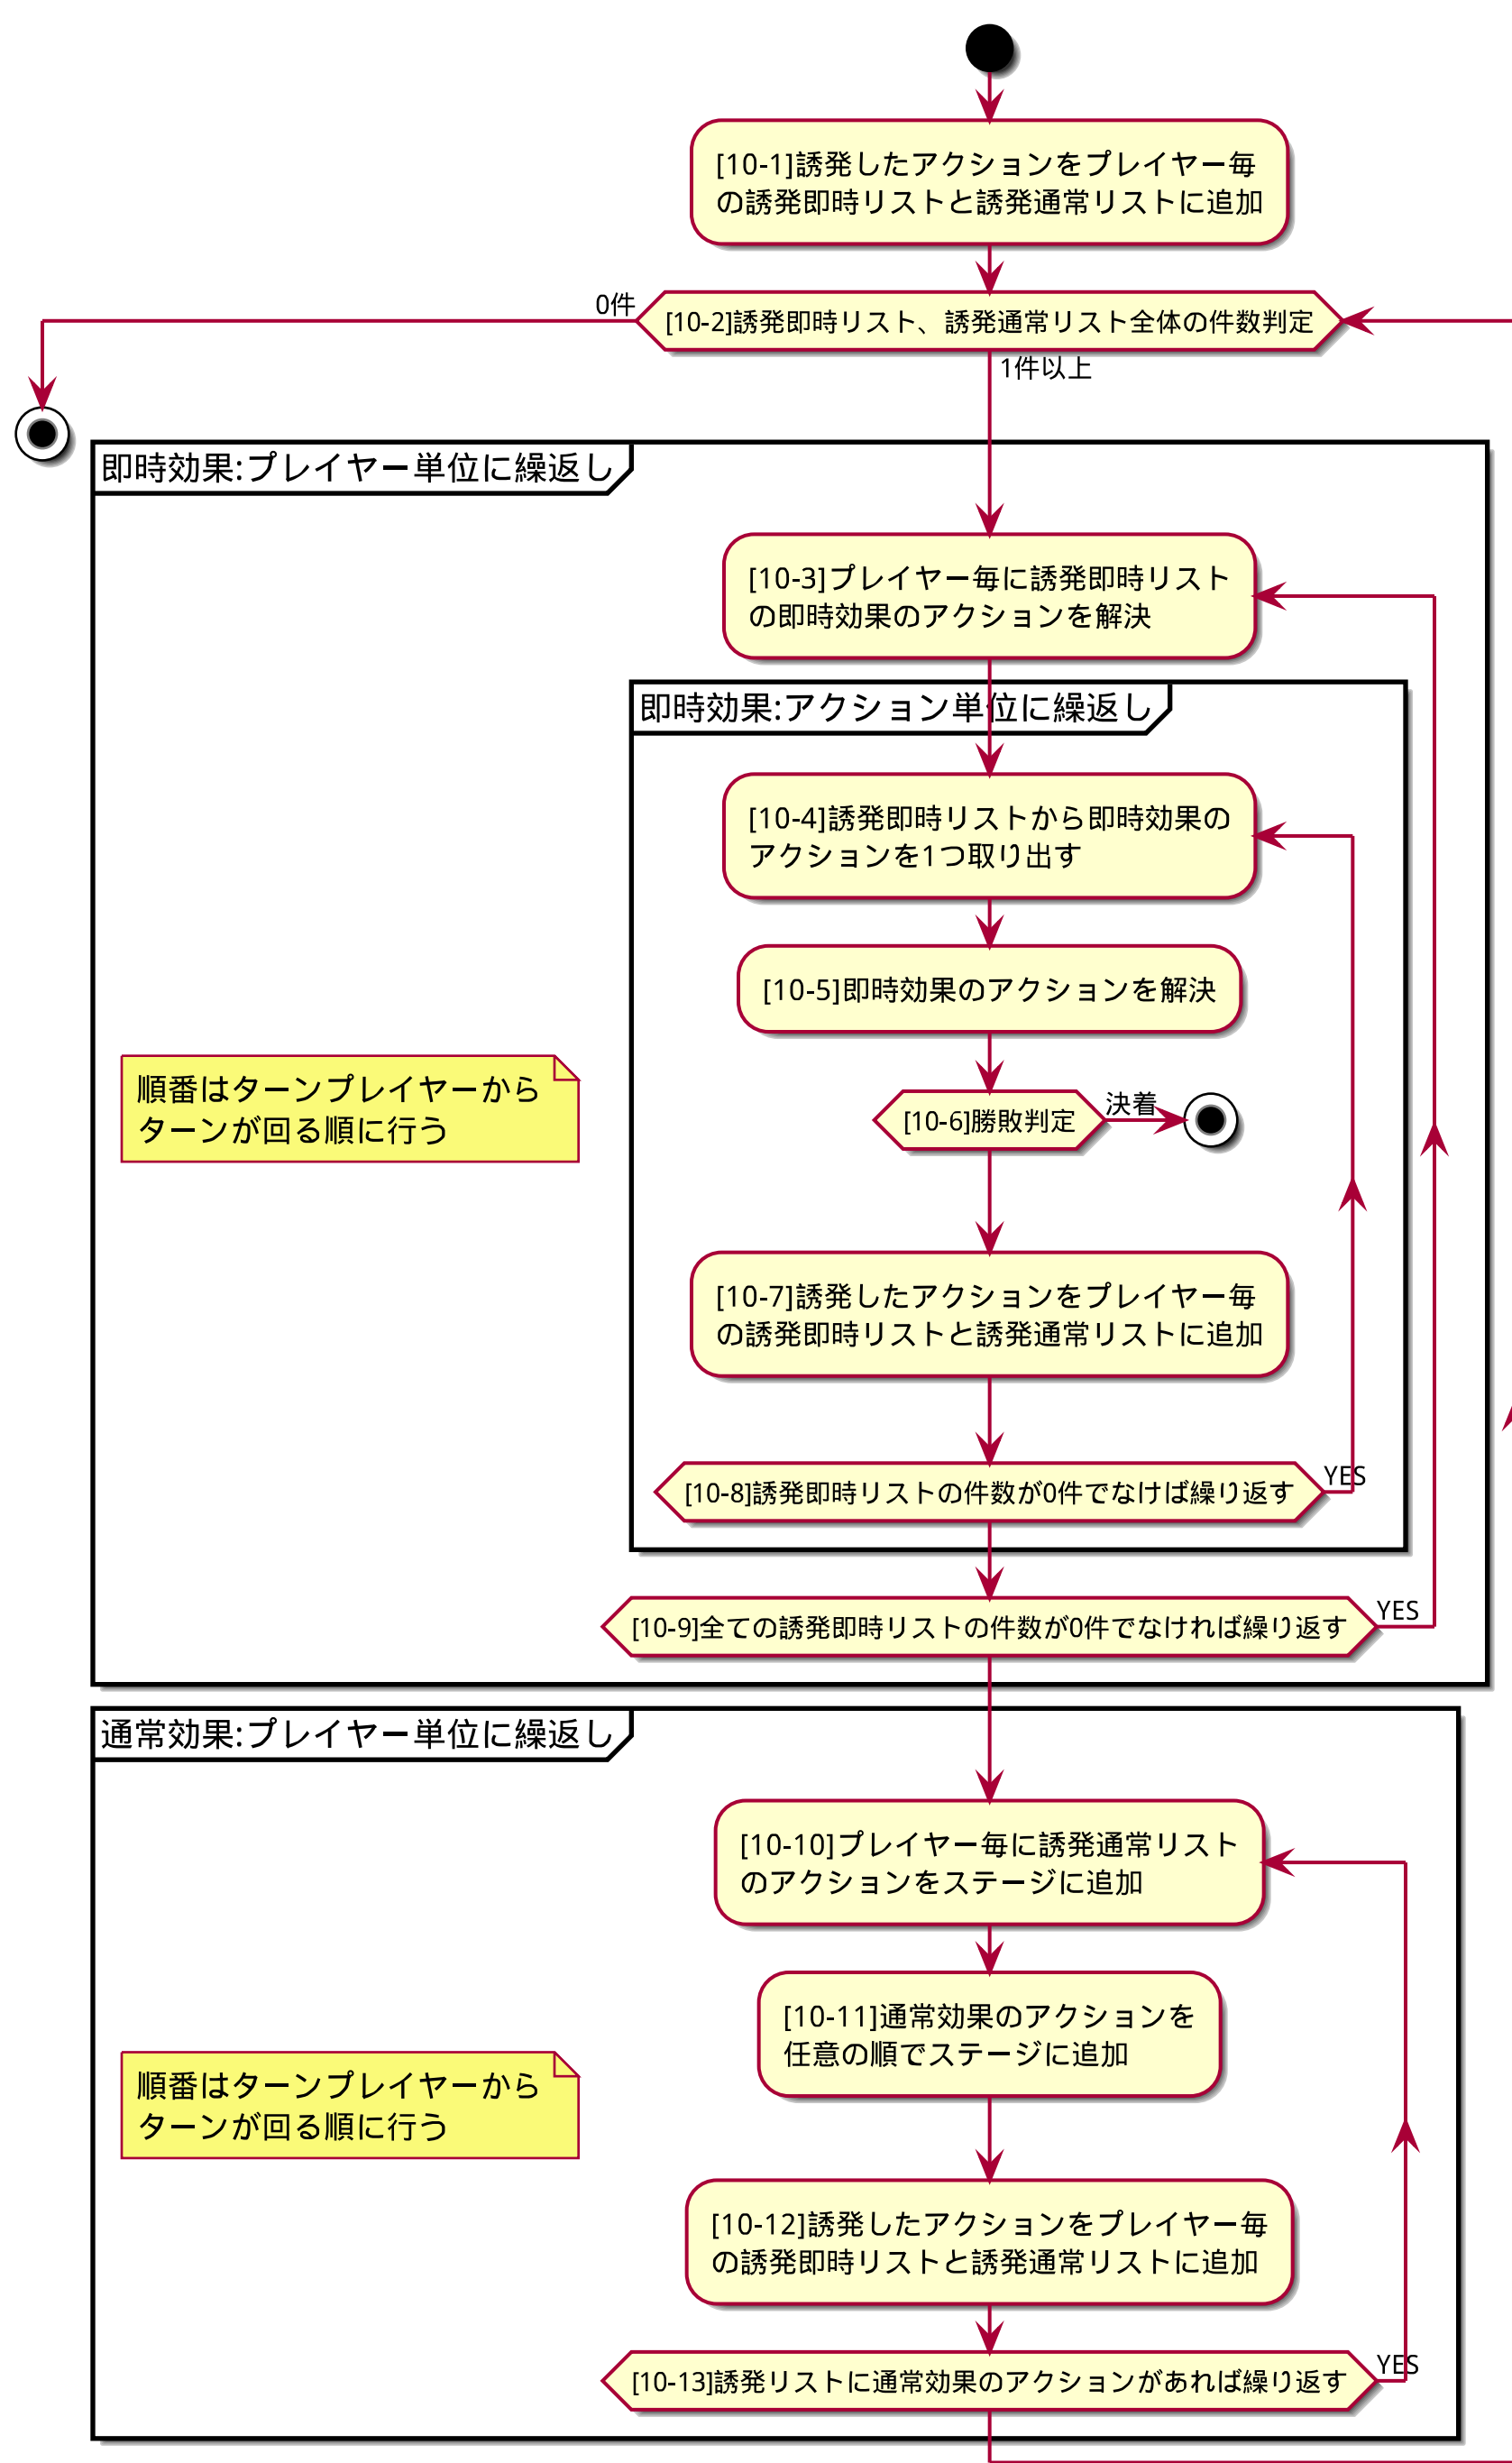 [10-1]誘発したアクションをプレイヤー毎
の誘発即時リストと誘発通常リストに追加
0件
[10-2]誘発即時リスト、誘発通常リスト全体の件数判定
1件以上
即時効果:プレイヤー単位に繰返し
[10-3]プレイヤー毎に誘発即時リスト
の即時効果のアクションを解決
即時効果:アクション単位に繰返し
[10-4]誘発即時リストから即時効果の
アクションを1つ取り出す
[10-5]即時効果のアクションを解決
順番はターンプレイヤーから
ターンが回る順に行う
[10-6]勝敗判定
決着
[10-7]誘発したアクションをプレイヤー毎
の誘発即時リストと誘発通常リストに追加
[10-8]誘発即時リストの件数が0件でなけば繰り返す
YES
[10-9]全ての誘発即時リストの件数が0件でなければ繰り返す
YES
通常効果:プレイヤー単位に繰返し
[10-10]プレイヤー毎に誘発通常リスト
のアクションをステージに追加
[10-11]通常効果のアクションを
任意の順でステージに追加
順番はターンプレイヤーから
ターンが回る順に行う
[10-12]誘発したアクションをプレイヤー毎
の誘発即時リストと誘発通常リストに追加
[10-13]誘発リストに通常効果のアクションがあれば繰り返す
YES